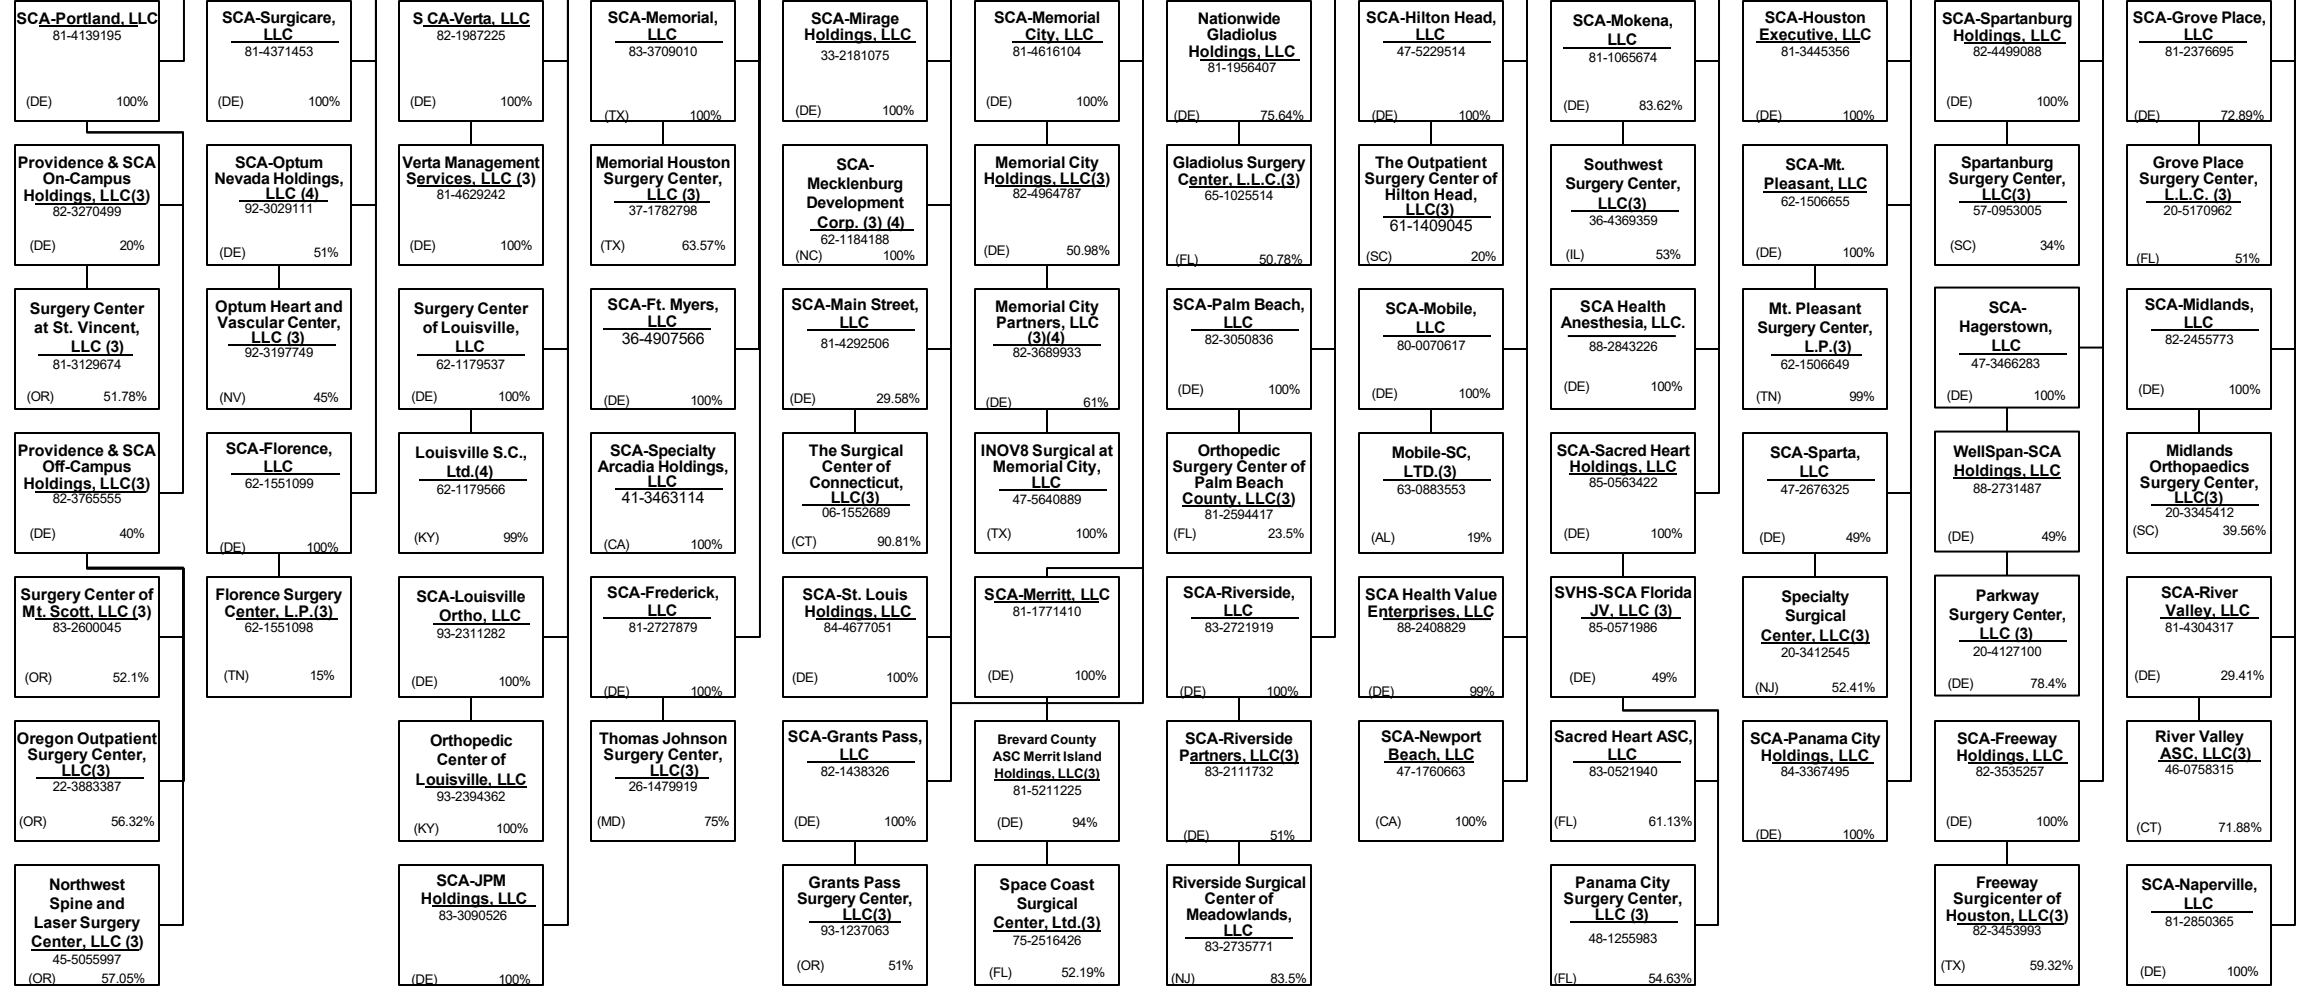 SCA-Portland, LLC
81-4139195
(DE) 100%
Providence & SCA
On-Campus
Holdings, LLC(3)
82-3270499
(DE) 20%
Surgery Center
at St. Vincent,
LLC (3)
81-3129674
(OR) 51.78%
Providence & SCA
Off-Campus
Holdings, LLC(3)
82-3765555
(DE) 40%
Surgery Center of
Mt. Scott, LLC (3)
83-2600045
(OR) 52.1%
Oregon Outpatient
Surgery Center,
LLC(3)
22-3883387
(OR) 56.32%
Northwest
Spine and
Laser Surgery
Center, LLC (3)
45-5055997
(OR) 57.05%
SCA-Surgicare,
LLC
81-4371453
(DE) 100%
SCA-Optum
Nevada Holdings,
LLC (4)
92-3029111
(DE) 51%
Optum Heart and
Vascular Center,
LLC (3)
92-3197749
(NV) 45%
SCA-Florence,
LLC
62-1551099
(DE) 100%
Florence Surgery
Center, L.P.(3)
62-1551098
(TN) 15%
S CA-Verta, LLC
82-1987225
(DE) 100%
Verta Management
Services, LLC (3)
81-4629242
(DE) 100%
Surgery Center
of Louisville,
LLC
62-1179537
(DE) 100%
Louisville S.C.,
Ltd.(4)
62-1179566
(KY) 99%
SCA-Louisville
Ortho, LLC
93-2311282
(DE) 100%
Orthopedic
Center of
Louisville, LLC
93-2394362
(KY) 100%
SCA-JPM
Holdings, LLC
83-3090526
(DE) 100%
SCA-Memorial,
LLC
83-3709010
(TX) 100%
Memorial Houston
Surgery Center,
LLC (3)
37-1782798
(TX) 63.57%
SCA-Ft. Myers,
LLC
36-4907566
(DE) 100%
SCA-Specialty
Arcadia Holdings,
LLC
41-3463114
(CA) 100%
SCA-Frederick,
LLC
81-2727879
(DE) 100%
Thomas Johnson
Surgery Center,
LLC(3)
26-1479919
(MD) 75%
SCA-Mirage
Holdings, LLC
33-2181075
(DE) 100%
SCA-
Mecklenburg
Development
Corp. (3) (4)
62-1184188
(NC) 100%
SCA-Main Street,
LLC
81-4292506
(DE) 29.58%
The Surgical
Center of
Connecticut,
LLC(3)
06-1552689
(CT) 90.81%
SCA-St. Louis
Holdings, LLC
84-4677051
(DE) 100%
SCA-Grants Pass,
LLC
82-1438326
(DE) 100%
Grants Pass
Surgery Center,
LLC(3)
93-1237063
(OR) 51%
SCA-Memorial
City, LLC
81-4616104
(DE) 100%
Memorial City
Holdings, LLC(3)
82-4964787
(DE) 50.98%
Memorial City
Partners, LLC
(3)(4)
82-3689933
(DE) 61%
INOV8 Surgical at
Memorial City,
LLC
47-5640889
(TX) 100%
SCA-Merritt, LLC
81-1771410
(DE) 100%
Brevard County
ASC Merrit Island
Holdings, LLC(3)
81-5211225
(DE) 94%
Space Coast
Surgical
Center, Ltd.(3)
75-2516426
(FL) 52.19%
Nationwide
Gladiolus
Holdings, LLC
81-1956407
(DE) 75.64%
Gladiolus Surgery
Center, L.L.C.(3)
65-1025514
(FL) 50.78%
SCA-Palm Beach,
LLC
82-3050836
(DE) 100%
Orthopedic
Surgery Center of
Palm Beach
County, LLC(3)
81-2594417
(FL) 23.5%
SCA-Riverside,
LLC
83-2721919
(DE) 100%
SCA-Riverside
Partners, LLC(3)
83-2111732
(DE) 51%
Riverside Surgical
Center of
Meadowlands,
LLC
83-2735771
(NJ) 83.5%
SCA-Hilton Head,
LLC
47-5229514
(DE) 100%
The Outpatient
Surgery Center of
Hilton Head,
LLC(3)
61-1409045
(SC) 20%
SCA-Mobile,
LLC
80-0070617
(DE) 100%
Mobile-SC,
LTD.(3)
63-0883553
(AL) 19%
SCA Health Value
Enterprises, LLC
88-2408829
(DE) 99%
SCA-Newport
Beach, LLC
47-1760663
(CA) 100%
SCA-Mokena,
LLC
81-1065674
(DE) 83.62%
Southwest
Surgery Center,
LLC(3)
36-4369359
(IL) 53%
SCA Health
Anesthesia, LLC.
88-2843226
(DE) 100%
SCA-Sacred Heart
Holdings, LLC
85-0563422
(DE) 100%
SVHS-SCA Florida
JV, LLC (3)
85-0571986
(DE) 49%
Sacred Heart ASC,
LLC
83-0521940
(FL) 61.13%
Panama City
Surgery Center,
LLC (3)
48-1255983
(FL) 54.63%
SCA-Houston
Executive, LLC
81-3445356
(DE) 100%
SCA-Mt.
Pleasant, LLC
62-1506655
(DE) 100%
Mt. Pleasant
Surgery Center,
L.P.(3)
62-1506649
(TN) 99%
SCA-Sparta,
LLC
47-2676325
(DE) 49%
Specialty
Surgical
Center, LLC(3)
20-3412545
(NJ) 52.41%
SCA-Panama City
Holdings, LLC
84-3367495
(DE) 100%
SCA-Spartanburg
Holdings, LLC
82-4499088
(DE) 100%
Spartanburg
Surgery Center,
LLC(3)
57-0953005
(SC) 34%
SCA-
Hagerstown,
LLC
47-3466283
(DE) 100%
WellSpan-SCA
Holdings, LLC
88-2731487
(DE) 49%
Parkway
Surgery Center,
LLC (3)
20-4127100
(DE) 78.4%
SCA-Freeway
Holdings, LLC
82-3535257
(DE) 100%
Freeway
Surgicenter of
Houston, LLC(3)
82-3453993
(TX) 59.32%
SCA-Grove Place,
LLC
81-2376695
(DE) 72.89%
Grove Place
Surgery Center,
L.L.C. (3)
20-5170962
(FL) 51%
SCA-Midlands,
LLC
82-2455773
(DE) 100%
Midlands
Orthopaedics
Surgery Center,
LLC(3)
20-3345412
(SC) 39.56%
SCA-River
Valley, LLC
81-4304317
(DE) 29.41%
River Valley
ASC, LLC(3)
46-0758315
(CT) 71.88%
SCA-Naperville,
LLC
81-2850365
(DE) 100%